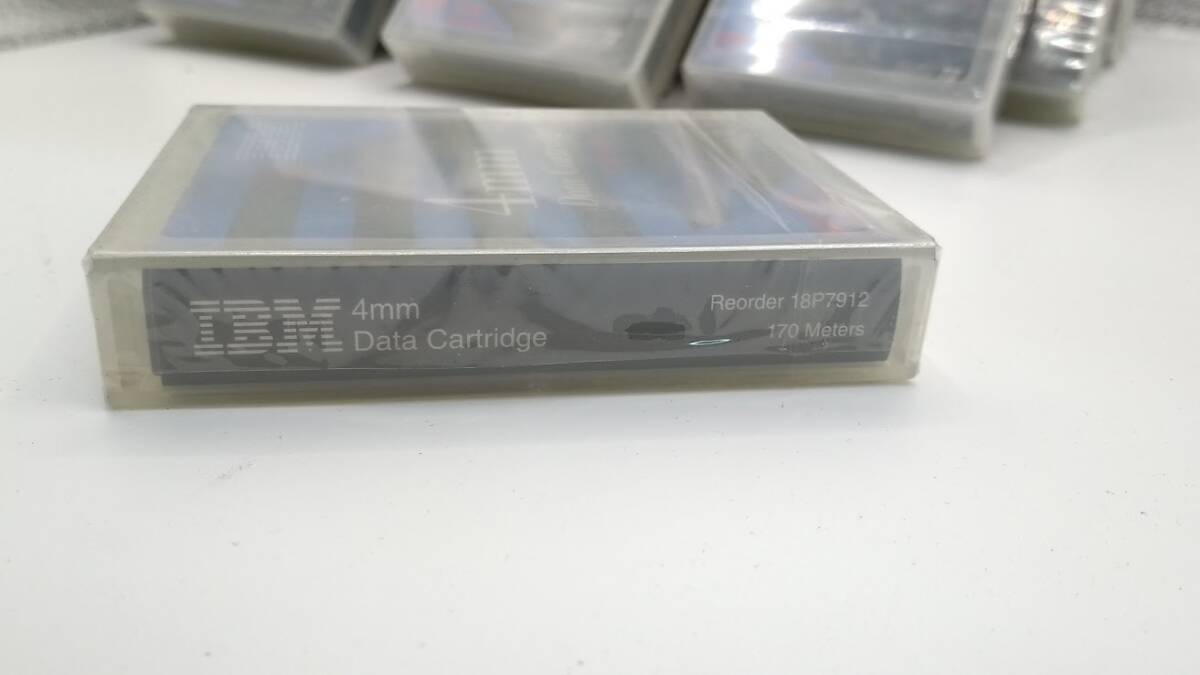 4mm
IBM 4mm
Data Cartridge
Reorder 18P7912
170 Meters